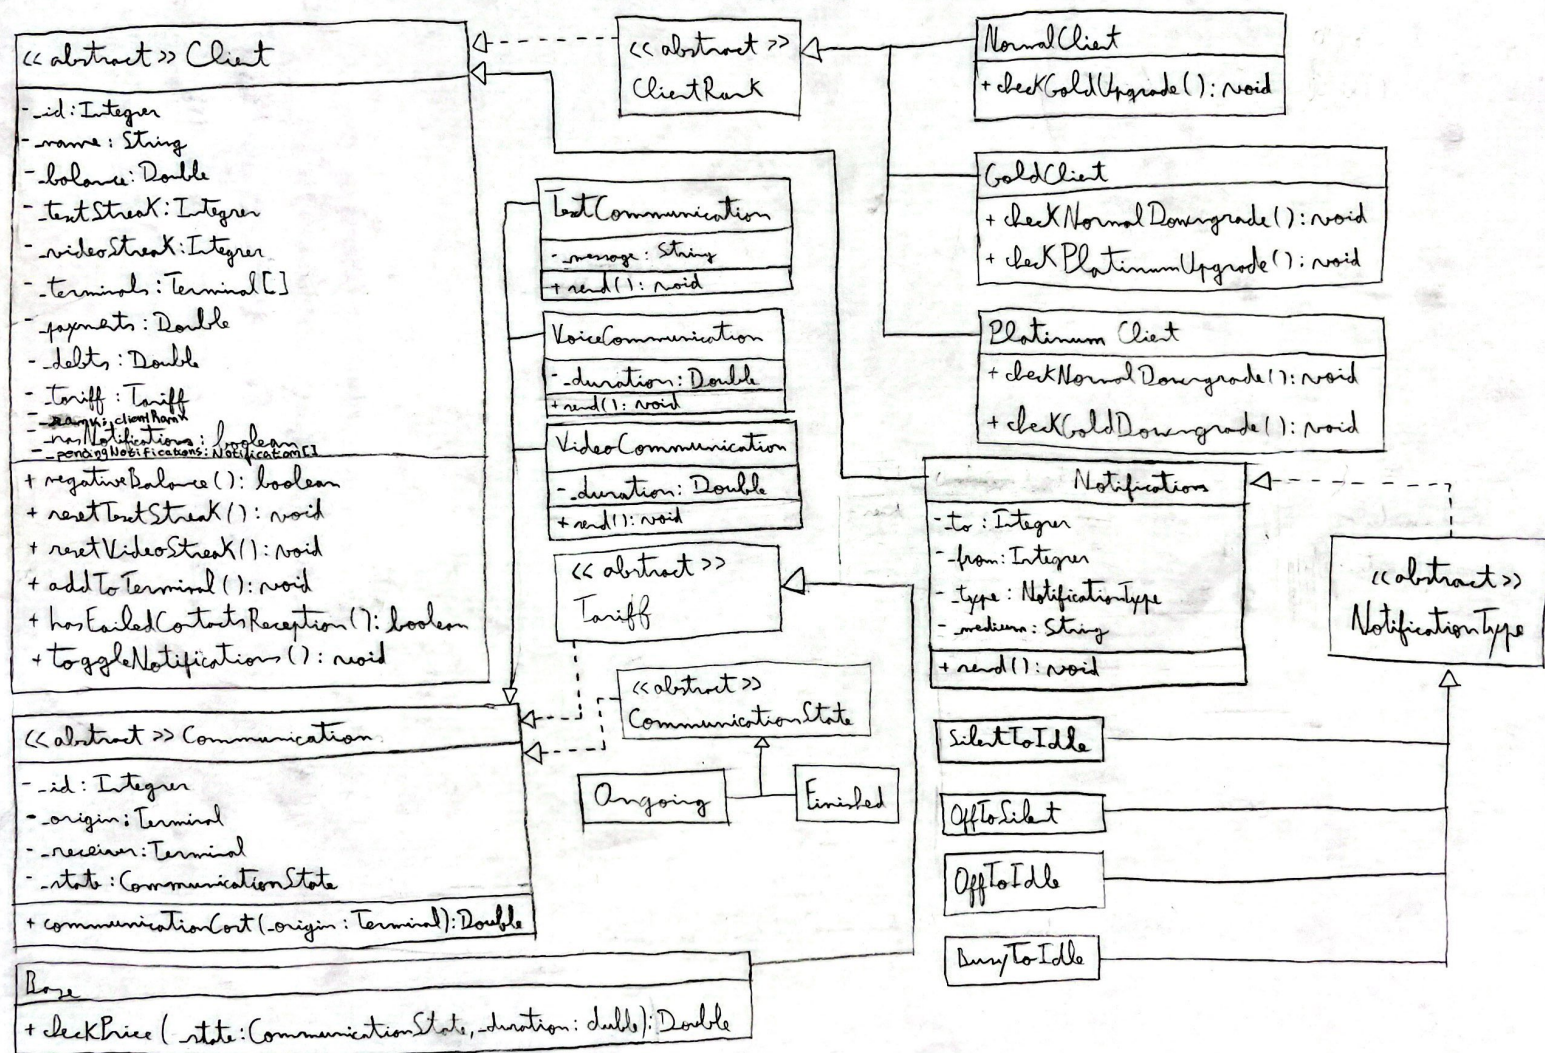 << abstract >> Client
- _id : Integer
- _name : String
- _balance : Double
- _textStreak : Integer
- _videoStreak : Integer
- _terminals : Terminal[]
- _payments : Double
- _debts : Double
- _tariff : Tariff
- _rank : clientRank
- _hasNotifications : boolean
- _pendingNotifications : Notification[]
+ negativeBalance() : boolean
+ resetTextStreak() : void
+ resetVideoStreak() : void
+ addToTerminal() : void
+ hasFailedContactsReception() : boolean
+ toggleNotifications() : void
<< abstract >> Communication
- _id : Integer
- _origin : Terminal
- _receiver : Terminal
- _state : CommunicationState
+ communicationCost(_origin : Terminal) : Double
Base
+ checkPrice(_state : CommunicationState, _duration : duble) : Double
<< abstract >>
ClientRank
TextCommunication
- _message : String
+ send() : void
VoiceCommunication
- _duration : Double
+ send() : void
VideoCommunication
- _duration : Double
+ send() : void
<< abstract >>
Tariff
<< abstract >>
CommunicationState
Ongoing
Finished
NormalClient
+ checkGoldUpgrade() : void
GoldClient
+ checkNormalDowngrade() : void
+ checkPlatinumUpgrade() : void
Platinum Client
+ checkNormalDowngrade() : void
+ checkGoldDowngrade() : void
Notifications
- _to : Integer
- _from : Integer
- _type : NotificationType
- _medium : String
+ send() : void
<< abstract >>
NotificationType
SilentToIdle
OffToSilent
OffToIdle
BusyToIdle